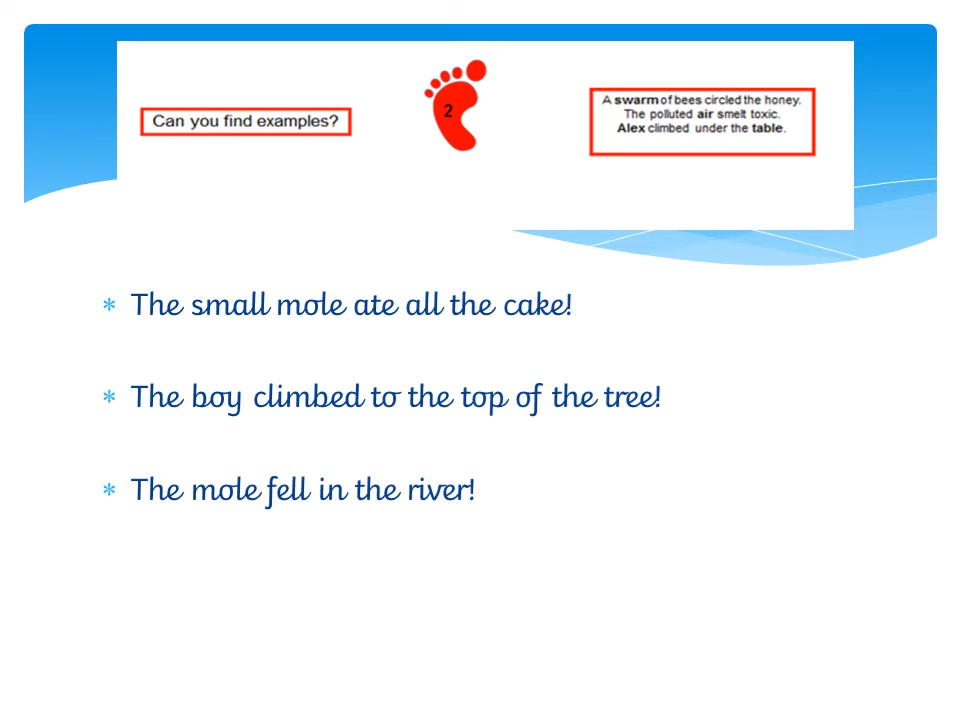 Can you find examples?
2
A swarm of bees circled the honey.
The polluted air smelt toxic.
Alex climbed under the table.
* The small mole ate all the cake!
* The boy climbed to the top of the tree!
* The mole fell in the river!